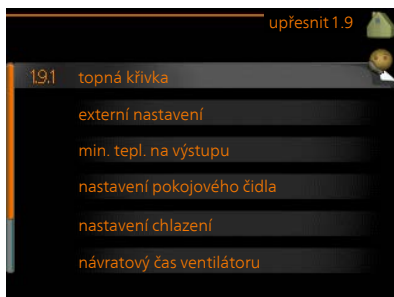 upřesnit 1.9
1.9.1 topná křivka
externí nastavení
min. tepl. na výstupu
nastavení pokojového čidla
nastavení chlazení
návratový čas ventilátoru